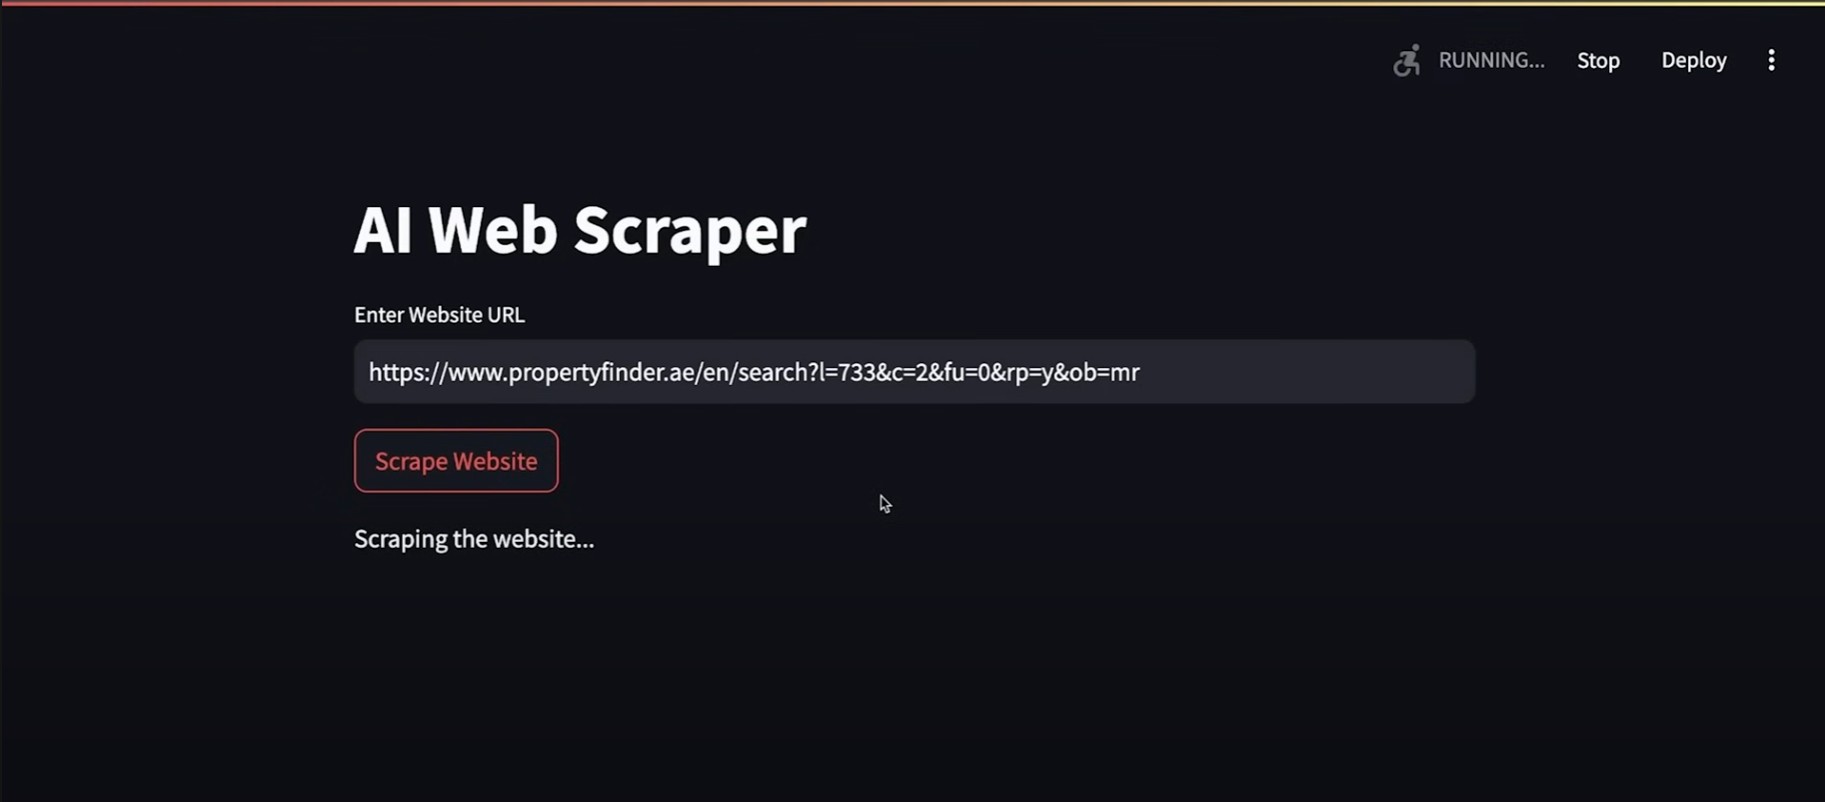 RUNNING... Stop Deploy
AI Web Scraper
Enter Website URL
https://www.propertyfinder.ae/en/search?l=733&c=2&fu=0&rp=y&ob=mr
Scrape Website
Scraping the website...